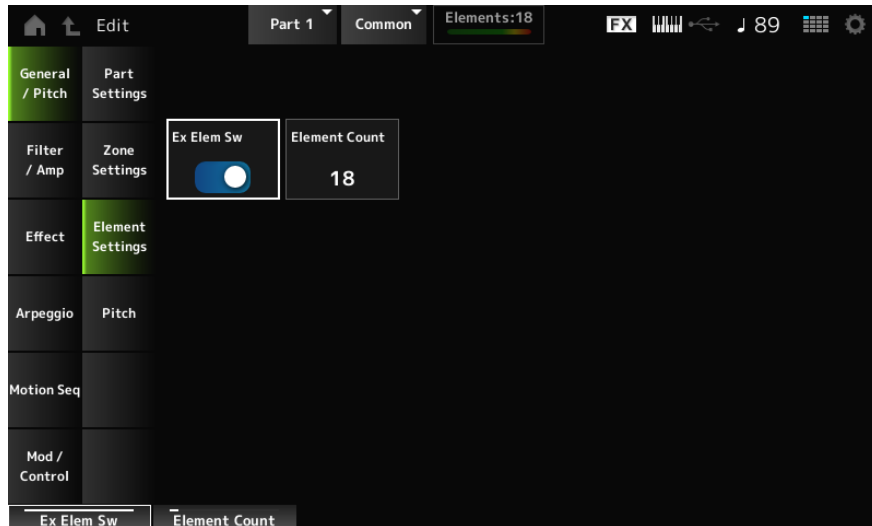 Edit
Part 1
Common
Elements:18
FX
♩ 89
General
/ Pitch
Part
Settings
Filter
/ Amp
Zone
Settings
Ex Elem Sw
Element Count
18
Effect
Element
Settings
Arpeggio
Pitch
Motion Seq
Mod /
Control
Ex Elem Sw
Element Count